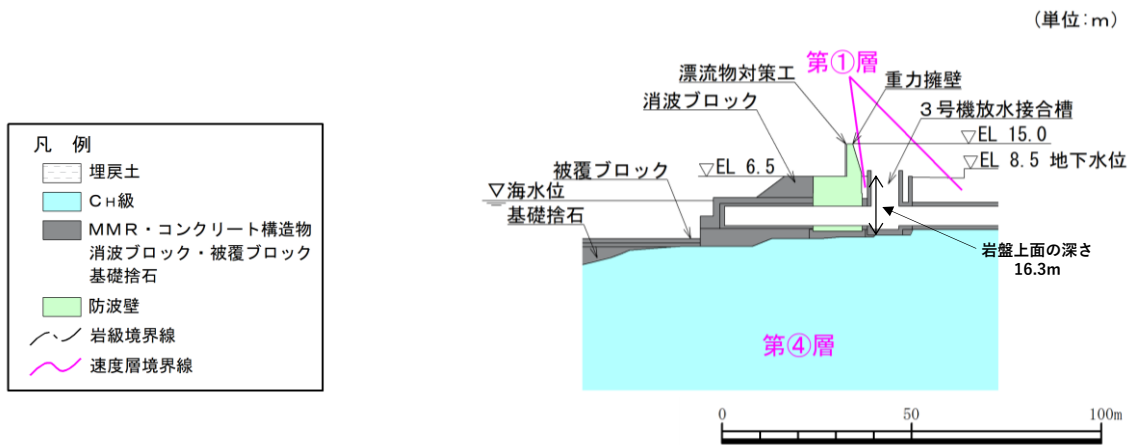 (単位:m)
第①層
漂流物対策工
重力擁壁
消波ブロック
3号機放水接合槽
▽EL 15.0
被覆ブロック
▽EL 6.5
▽EL 8.5 地下水位
▽海水位
基礎捨石
岩盤上面の深さ
16.3m
第④層
凡 例
埋戻土
CH級
MMR・コンクリート構造物
消波ブロック・被覆ブロック
基礎捨石
防波壁
岩級境界線
速度層境界線
0 50 100m